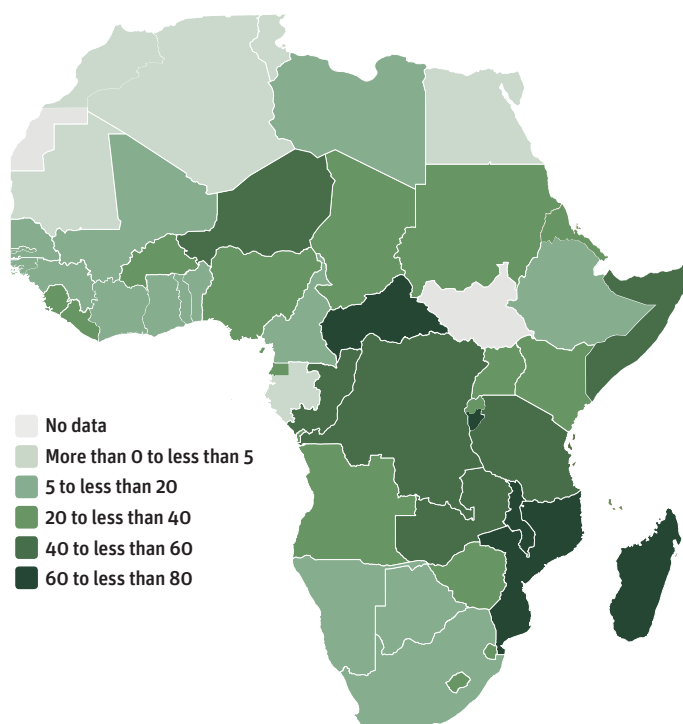 No data
More than 0 to less than 5
5 to less than 20
20 to less than 40
40 to less than 60
60 to less than 80